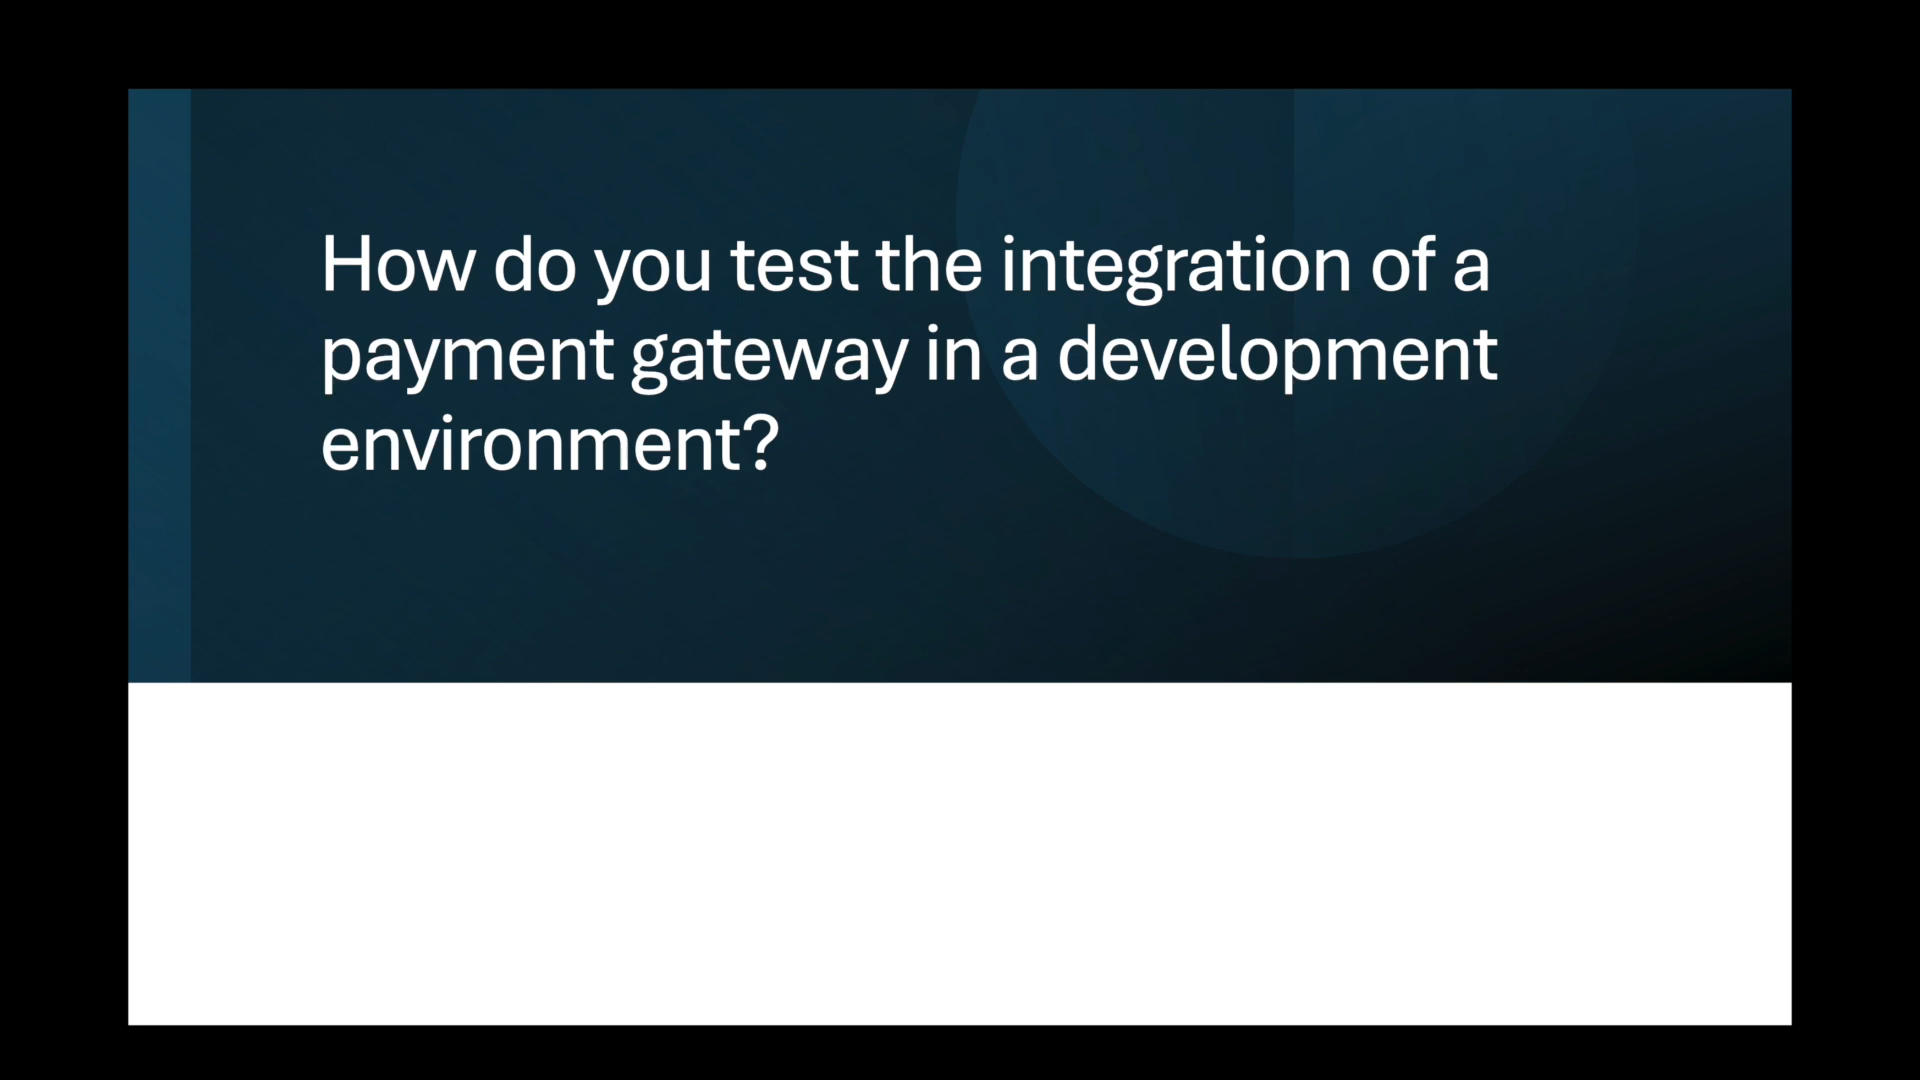 How do you test the integration of a
payment gateway in a development
environment?